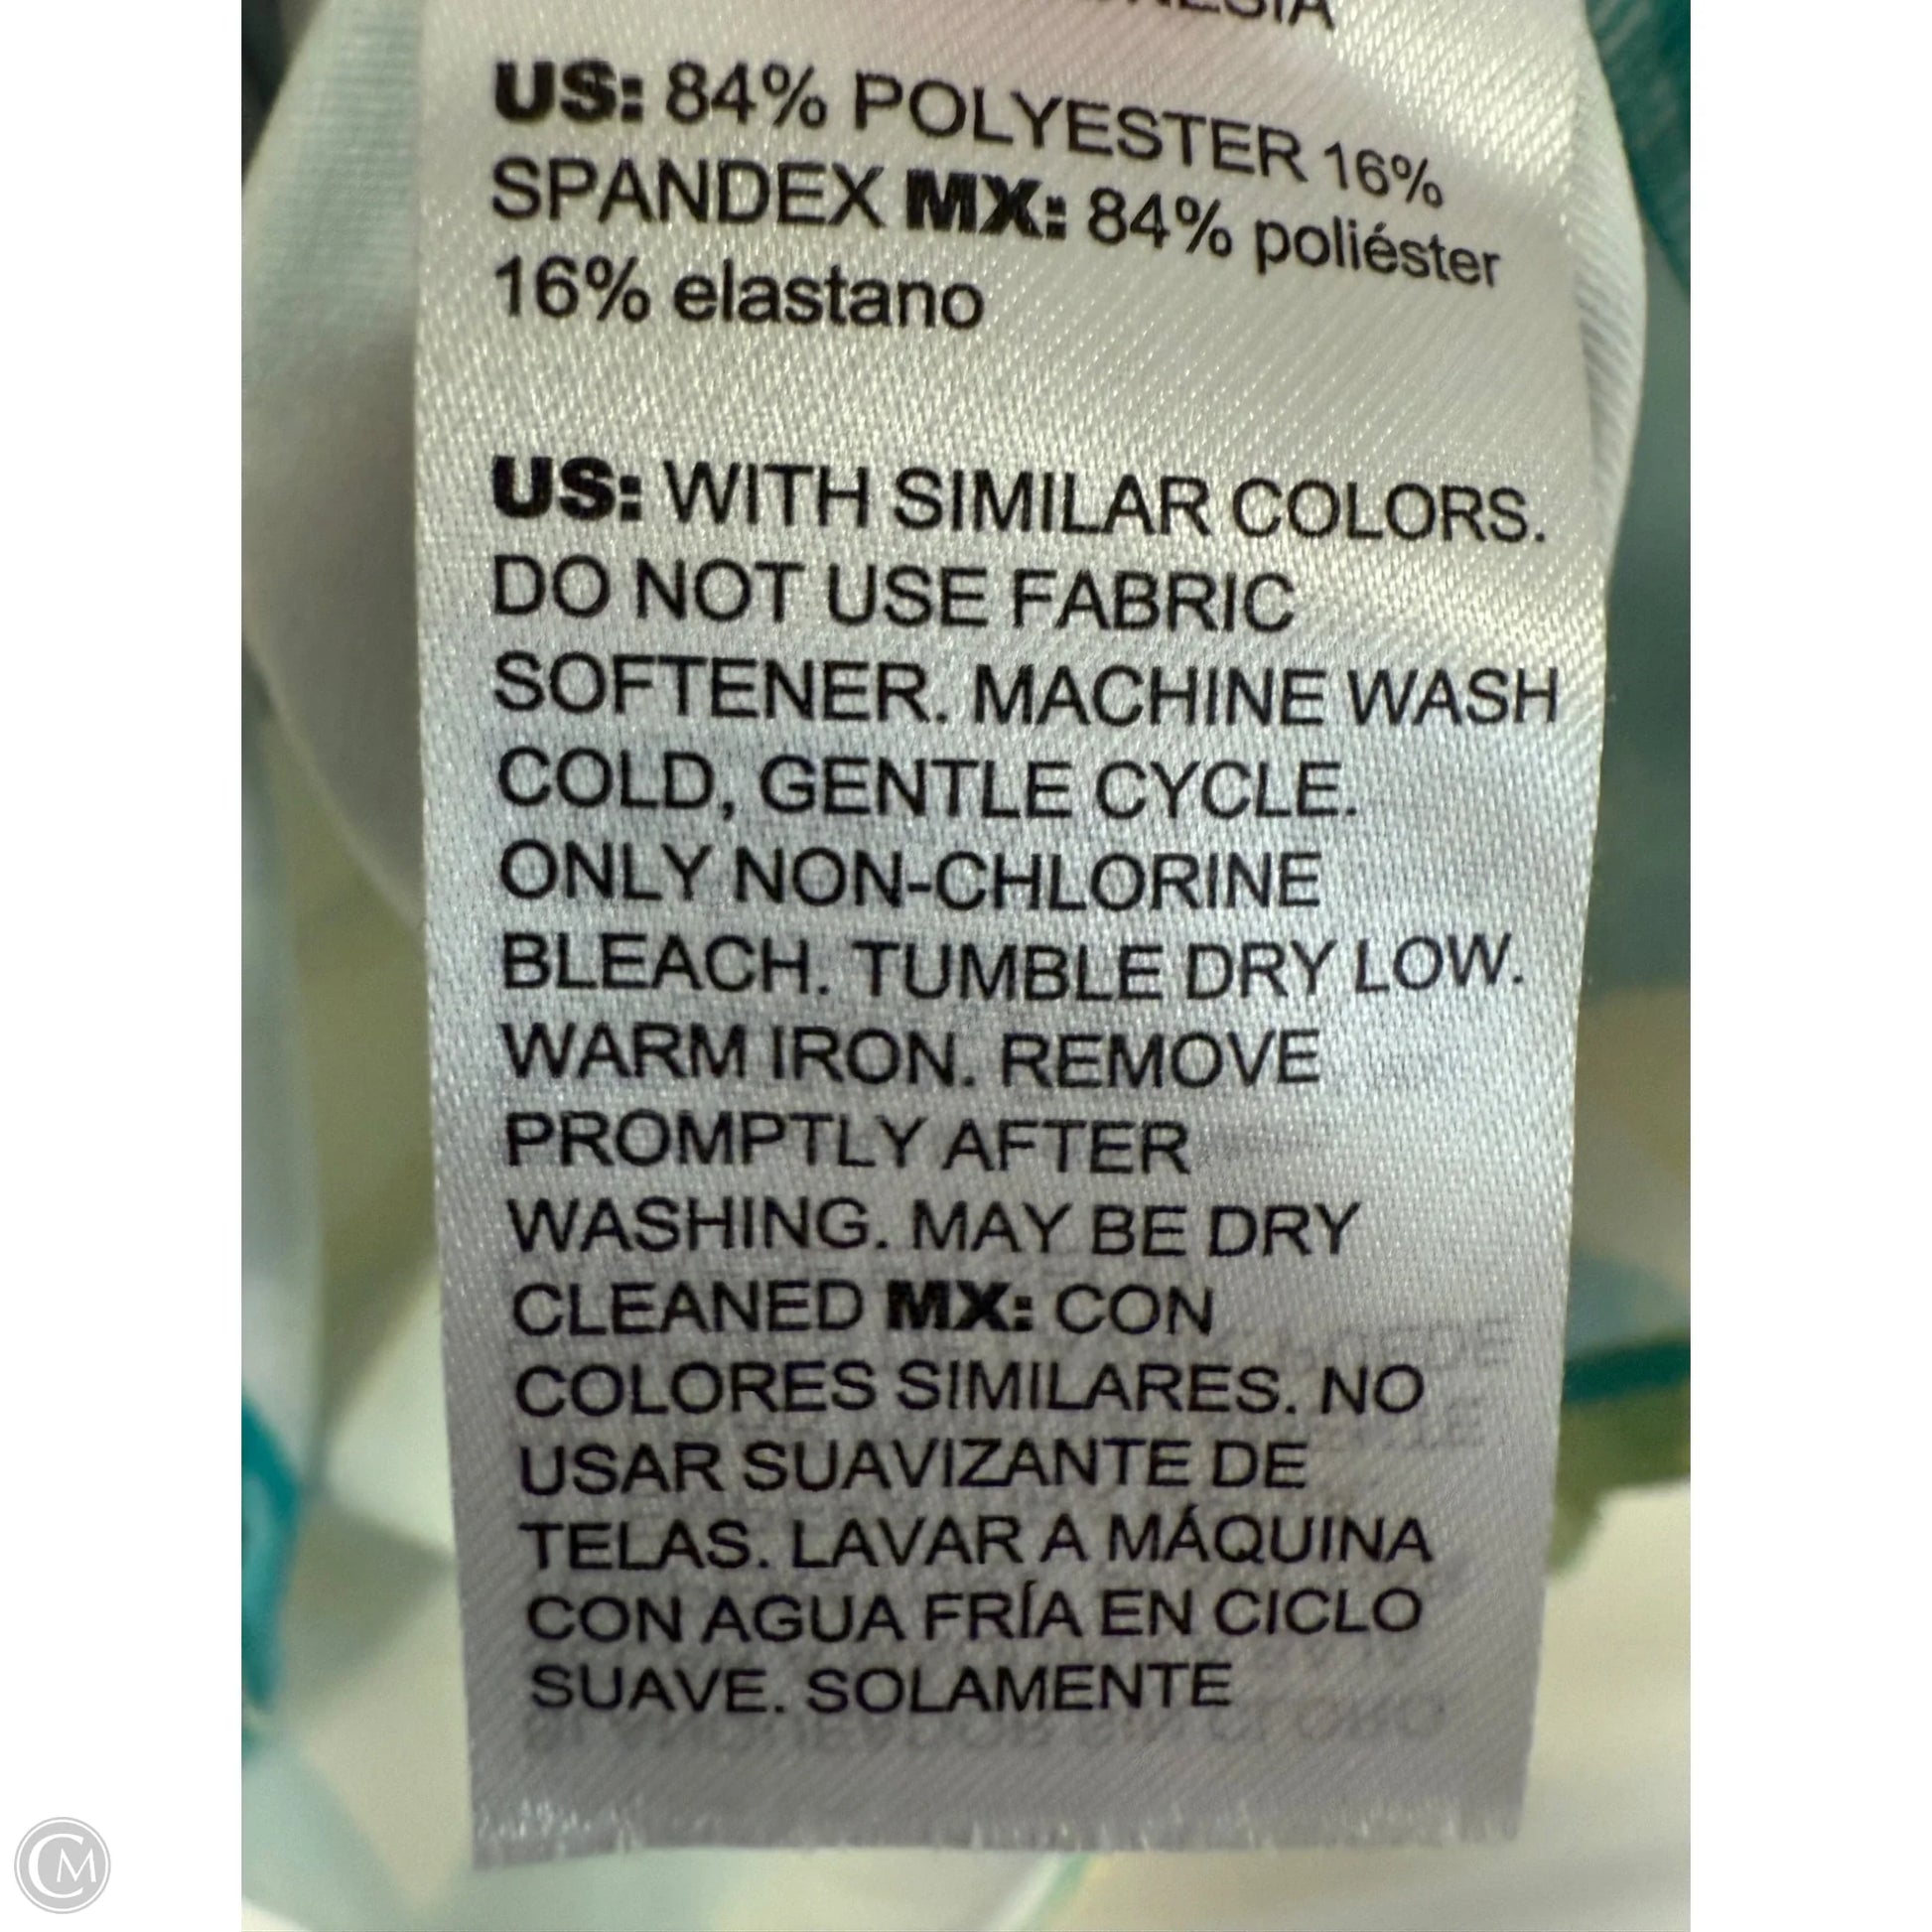 US: 84% POLYESTER 16%
SPANDEX MX: 84% poliéster
16% elastano
US: WITH SIMILAR COLORS.
DO NOT USE FABRIC
SOFTENER. MACHINE WASH
COLD, GENTLE CYCLE.
ONLY NON-CHLORINE
BLEACH. TUMBLE DRY LOW.
WARM IRON. REMOVE
PROMPTLY AFTER
WASHING. MAY BE DRY
CLEANED MX: CON
COLORES SIMILARES. NO
USAR SUAVIZANTE DE
TELAS. LAVAR A MÁQUINA
CON AGUA FRÍA EN CICLO
SUAVE. SOLAMENTE
CM